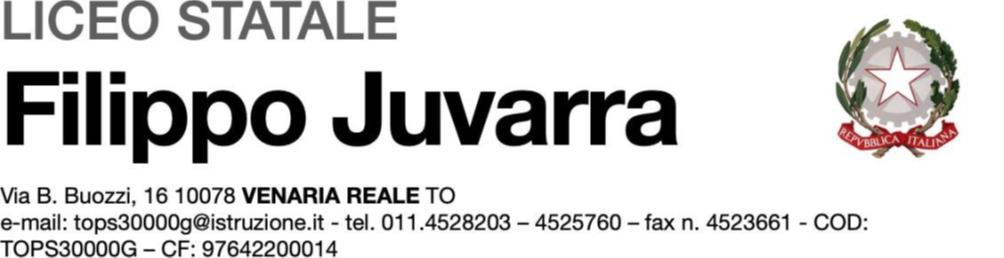 LICEO STATALE
Filippo Juvarra
REPVBBLICA ITALIANA
Via B. Buozzi, 16 10078 VENARIA REALE TO
e-mail: tops30000g@istruzione.it - tel. 011.4528203 – 4525760 – fax n. 4523661 - COD:
TOPS30000G – CF: 97642200014